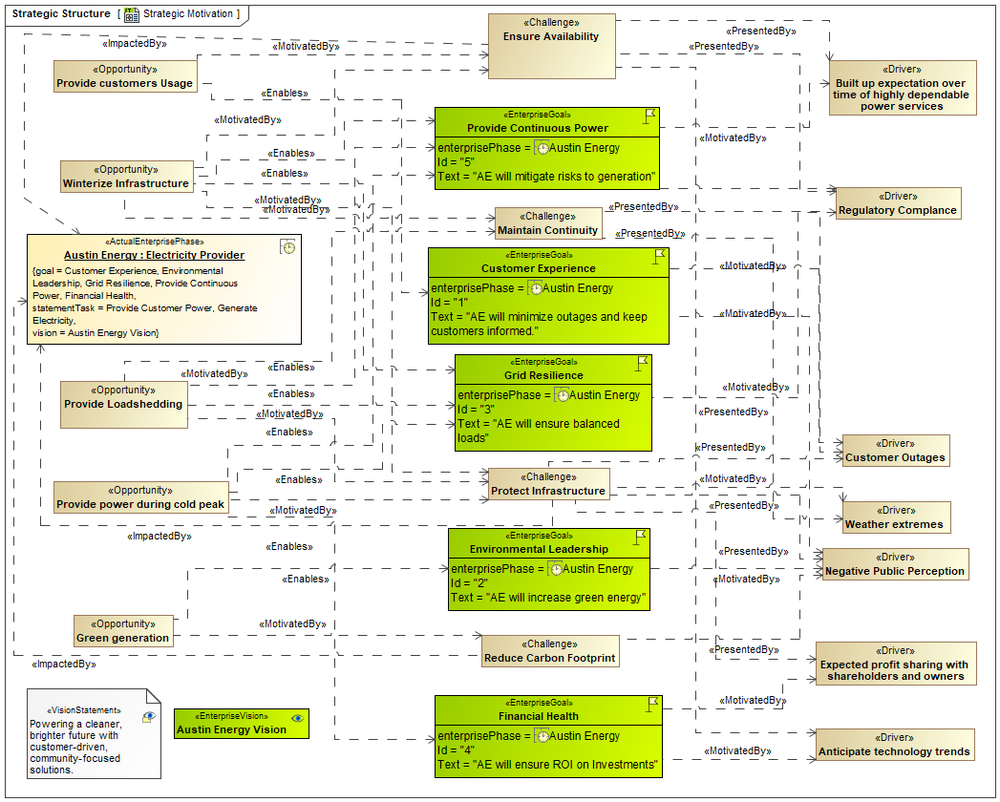 Strategic Structure [ ST Strategic Motivation ]
«Challenge»
Ensure Availability
«PresentedBy»
«ImpactedBy»
«MotivatedBy»
«PresentedBy»
«Opportunity»
Provide customers Usage
«Driver»
Built up expectation over
time of highly dependable
power services
«Enables»
«MotivatedBy»
«EnterpriseGoal»
Provide Continuous Power
enterprisePhase = Austin Energy
Id = "5"
Text = "AE will mitigate risks to generation"
«MotivatedBy»
«Enables»
«Opportunity»
Winterize Infrastructure
«Enables»
«MotivatedBy»
«MotivatedBy»
«Driver»
Regulatory Complance
«Challenge»
Maintain Continuity
«PresentedBy»
«PresentedBy»
«ActualEnterprisePhase»
Austin Energy : Electricity Provider
{goal = Customer Experience, Environmental
Leadership, Grid Resilience, Provide Continuous
Power, Financial Health,
statementTask = Provide Customer Power, Generate
Electricity,
vision = Austin Energy Vision}
«EnterpriseGoal»
Customer Experience
enterprisePhase = Austin Energy
Id = "1"
Text = "AE will minimize outages and keep
customers informed."
«MotivatedBy»
«MotivatedBy»
«EnterpriseGoal»
Grid Resilience
enterprisePhase = Austin Energy
Id = "3"
Text = "AE will ensure balanced
loads"
«Enables»
«MotivatedBy»
«Opportunity»
Provide Loadshedding
«Enables»
«MotivatedBy»
«Enables»
«MotivatedBy»
«PresentedBy»
«Driver»
Customer Outages
«PresentedBy»
«Challenge»
Protect Infrastructure
«Enables»
«MotivatedBy»
«Opportunity»
Provide power during cold peak
«MotivatedBy»
«PresentedBy»
«Driver»
Weather extremes
«ImpactedBy»
«Enables»
«EnterpriseGoal»
Environmental Leadership
enterprisePhase = Austin Energy
Id = "2"
Text = "AE will increase green energy"
«PresentedBy»
«Driver»
Negative Public Perception
«Enables»
«MotivatedBy»
«Opportunity»
Green generation
«MotivatedBy»
«Challenge»
Reduce Carbon Footprint
«PresentedBy»
«Driver»
Expected profit sharing with
shareholders and owners
«ImpactedBy»
«VisionStatement»
Powering a cleaner,
brighter future with
customer-driven,
community-focused
solutions.
«EnterpriseVision»
Austin Energy Vision
«EnterpriseGoal»
Financial Health
enterprisePhase = Austin Energy
Id = "4"
Text = "AE will ensure ROI on Investments"
«MotivatedBy»
«MotivatedBy»
«Driver»
Anticipate technology trends